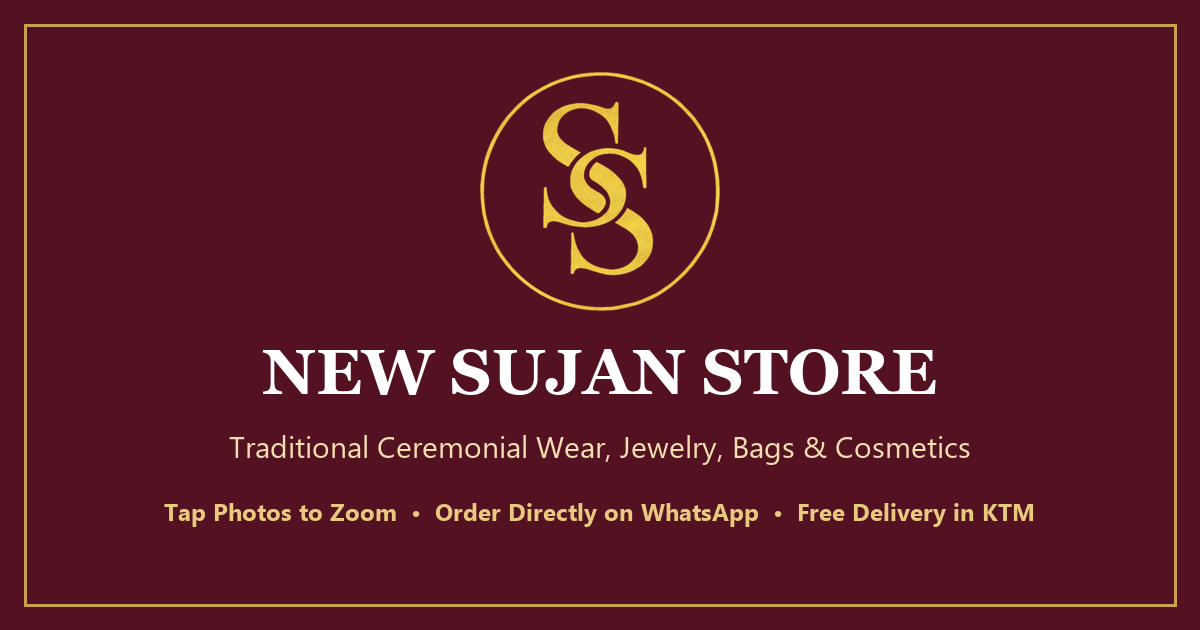 SS
NEW SUJAN STORE
Traditional Ceremonial Wear, Jewelry, Bags & Cosmetics
Tap Photos to Zoom • Order Directly on WhatsApp • Free Delivery in KTM